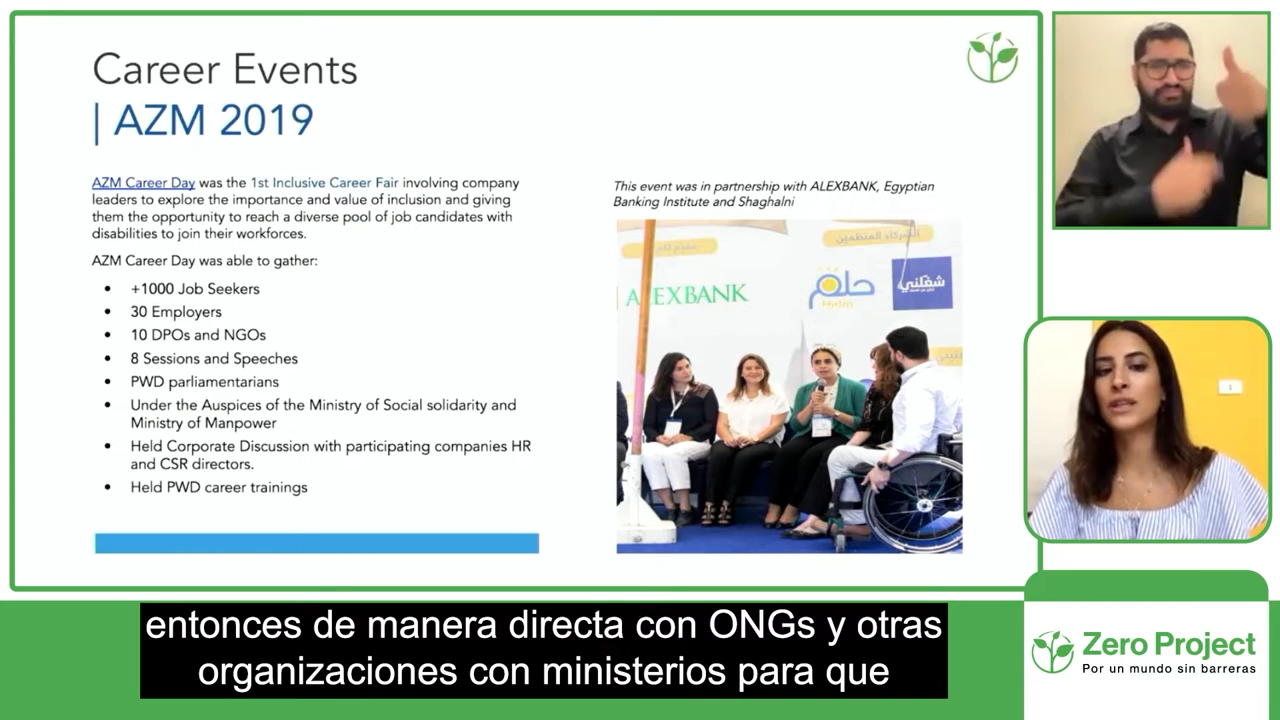 Career Events
| AZM 2019
AZM Career Day was the 1st Inclusive Career Fair involving company
leaders to explore the importance and value of inclusion and giving
them the opportunity to reach a diverse pool of job candidates with
disabilities to join their workforces.
AZM Career Day was able to gather:
• +1000 Job Seekers
• 30 Employers
• 10 DPOs and NGOs
• 8 Sessions and Speeches
• PWD parliamentarians
• Under the Auspices of the Ministry of Social solidarity and
Ministry of Manpower
• Held Corporate Discussion with participating companies HR
and CSR directors.
• Held PWD career trainings
This event was in partnership with ALEXBANK, Egyptian
Banking Institute and Shaghalni
الشركاء المنظمين
ALEXBANK
حلم
Helm
شغلني
1
entonces de manera directa con ONGs y otras
organizaciones con ministerios para que
Zero Project
Por un mundo sin barreras